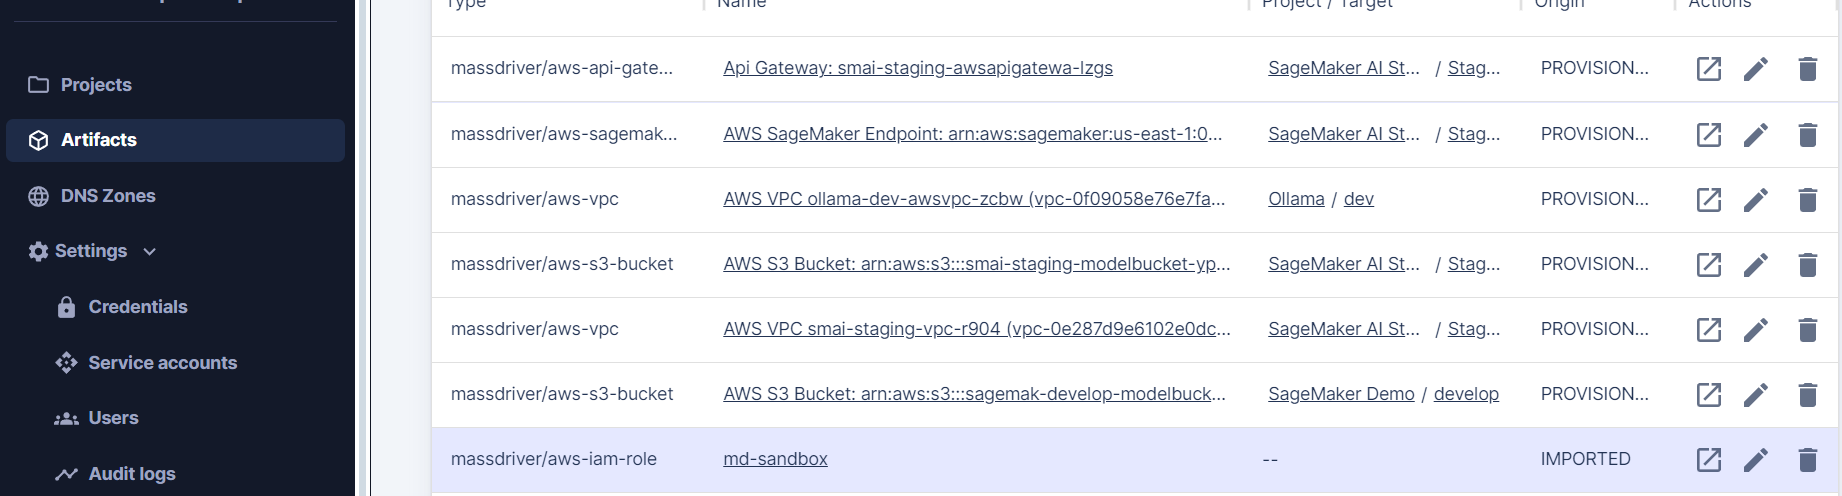 Type Name Project / Target Origin Actions
Projects
Artifacts
DNS Zones
Settings
Credentials
Service accounts
Users
Audit logs
massdriver/aws-api-gate... Api Gateway: smai-staging-awsapigatewa-lzgs SageMaker AI St... / Stag... PROVISION...
massdriver/aws-sagemak... AWS SageMaker Endpoint: arn:aws:sagemaker:us-east-1:0... SageMaker AI St... / Stag... PROVISION...
massdriver/aws-vpc AWS VPC ollama-dev-awsvpc-zcbw (vpc-0f09058e76e7fa... Ollama / dev PROVISION...
massdriver/aws-s3-bucket AWS S3 Bucket: arn:aws:s3:::smai-staging-modelbucket-yp... SageMaker AI St... / Stag... PROVISION...
massdriver/aws-vpc AWS VPC smai-staging-vpc-r904 (vpc-0e287d9e6102e0dc... SageMaker AI St... / Stag... PROVISION...
massdriver/aws-s3-bucket AWS S3 Bucket: arn:aws:s3:::sagemak-develop-modelbuck... SageMaker Demo / develop PROVISION...
massdriver/aws-iam-role md-sandbox -- IMPORTED